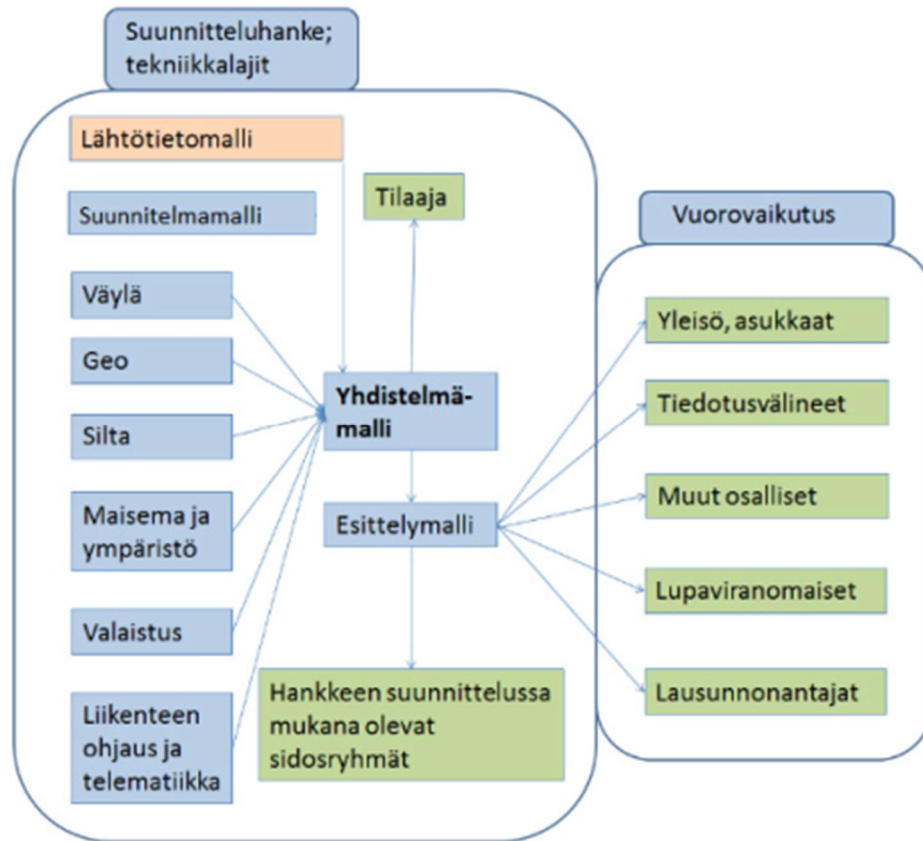 Suunnitteluhanke;
tekniikkalajit
Lähtötietomalli
Suunnitelmamalli
Väylä
Geo
Silta
Maisema ja
ympäristö
Valaistus
Liikenteen
ohjaus ja
telematiikka
Tilaaja
Yhdistelmä-
malli
Esittelymalli
Hankkeen suunnittelussa
mukana olevat
sidosryhmät
Vuorovaikutus
Yleisö, asukkaat
Tiedotusvälineet
Muut osalliset
Lupaviranomaiset
Lausunnonantajat